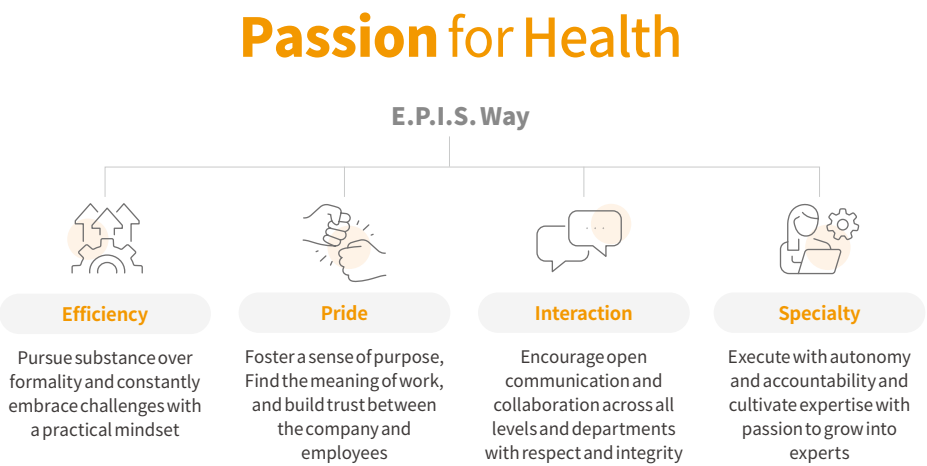 Passion for Health
E.P.I.S. Way
Efficiency
Pursue substance over
formality and constantly
embrace challenges with
a practical mindset
Pride
Foster a sense of purpose,
Find the meaning of work,
and build trust between
the company and
employees
Interaction
Encourage open
communication and
collaboration across all
levels and departments
with respect and integrity
Specialty
Execute with autonomy
and accountability and
cultivate expertise with
passion to grow into
experts